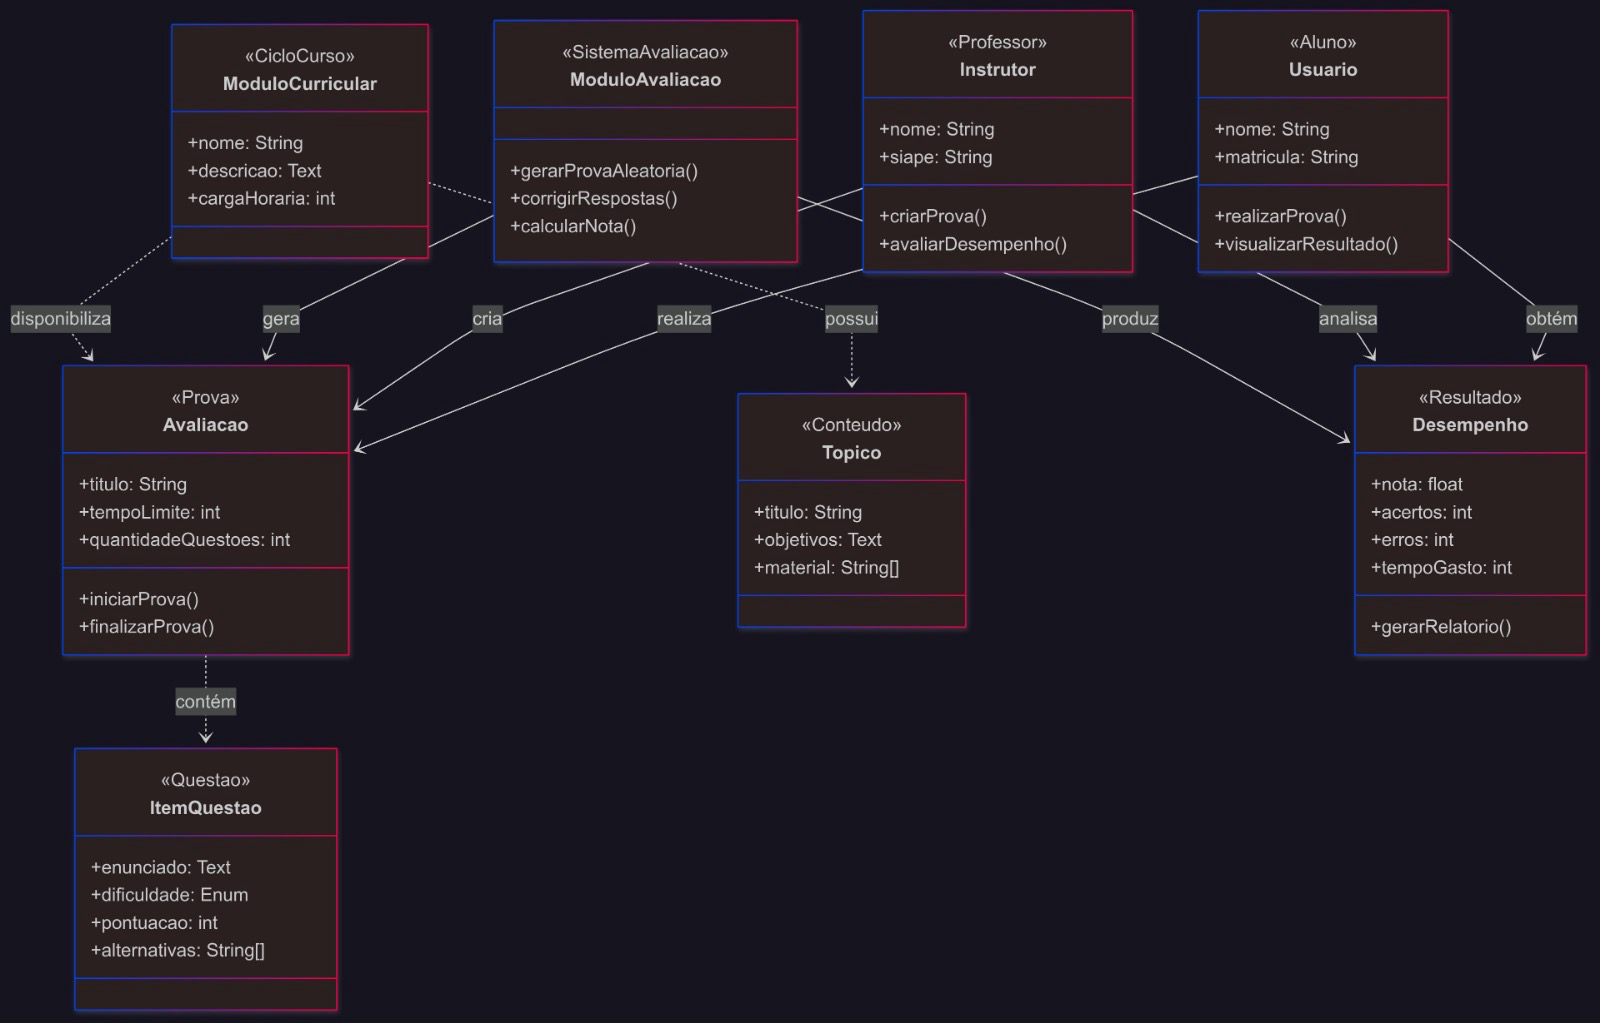 «CicloCurso»
ModuloCurricular
+nome: String
+descricao: Text
+cargaHoraria: int
«SistemaAvaliacao»
ModuloAvaliacao
+gerarProvaAleatoria()
+corrigirRespostas()
+calcularNota()
«Professor»
Instrutor
+nome: String
+siape: String
+criarProva()
+avaliarDesempenho()
«Aluno»
Usuario
+nome: String
+matricula: String
+realizarProva()
+visualizarResultado()
disponibiliza
gera
cria
realiza
possui
produz
analisa
obtém
«Prova»
Avaliacao
+titulo: String
+tempoLimite: int
+quantidadeQuestoes: int
+iniciarProva()
+finalizarProva()
«Conteudo»
Topico
+titulo: String
+objetivos: Text
+material: String[]
«Resultado»
Desempenho
+nota: float
+acertos: int
+erros: int
+tempoGasto: int
+gerarRelatorio()
contém
«Questao»
ItemQuestao
+enunciado: Text
+dificuldade: Enum
+pontuacao: int
+alternativas: String[]